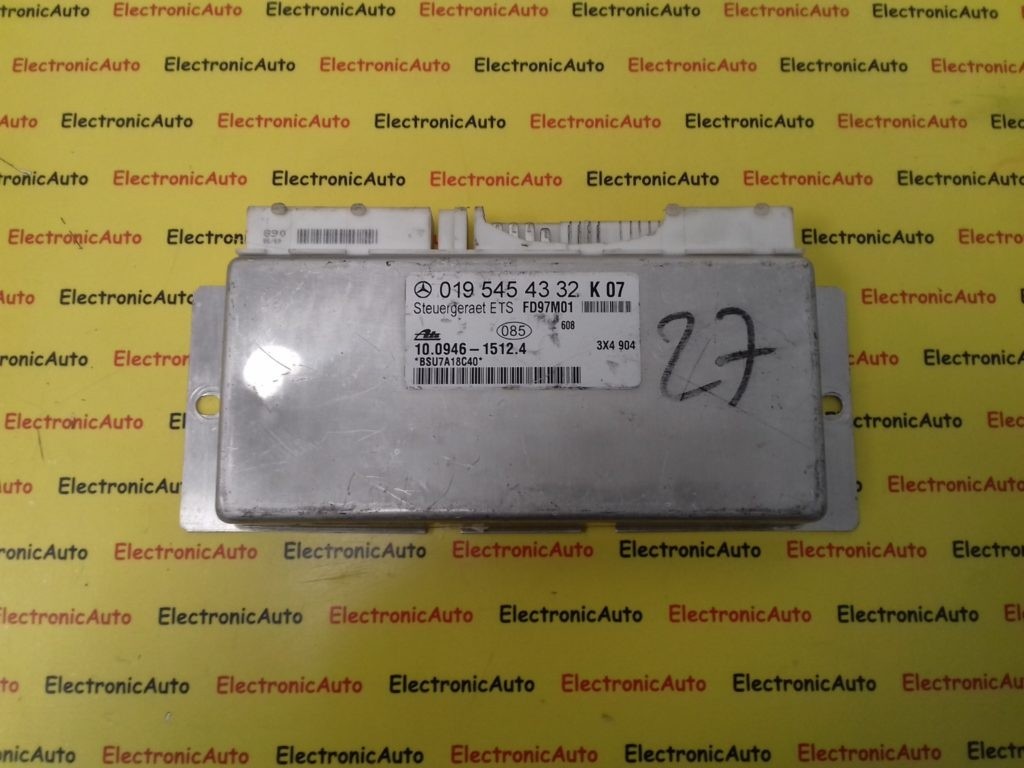 ElectronicAuto ElectronicAuto ElectronicAuto ElectronicAuto ElectronicAuto ElectronicAuto
ElectronicAuto ElectronicAuto ElectronicAuto ElectronicAuto ElectronicAuto ElectronicAuto
Auto ElectronicAuto ElectronicAuto ElectronicAuto ElectronicAuto ElectronicAuto
ElectronicAuto ElectronicAuto ElectronicAuto ElectronicAuto ElectronicAuto ElectronicAuto
ElectronicAuto ElectronicAuto ElectronicAuto
890
019 545 43 32 K 07
Steuergeraet ETS FD97M01
Ate 085 608
10.0946-1512.4 3X4 904
*BSU7A18C40*
27
ElectronicAuto ElectronicAuto
ElectronicAuto
ElectronicAuto ElectronicAuto
ElectronicAuto ElectronicAuto
ElectronicAuto ElectronicAuto ElectronicAuto ElectronicAuto ElectronicAuto
ElectronicAuto ElectronicAuto ElectronicAuto ElectronicAuto ElectronicAuto ElectronicAuto
ElectronicAuto ElectronicAuto ElectronicAuto ElectronicAuto ElectronicAuto ElectronicAuto
ElectronicAuto ElectronicAuto ElectronicAuto ElectronicAuto ElectronicAuto ElectronicAuto